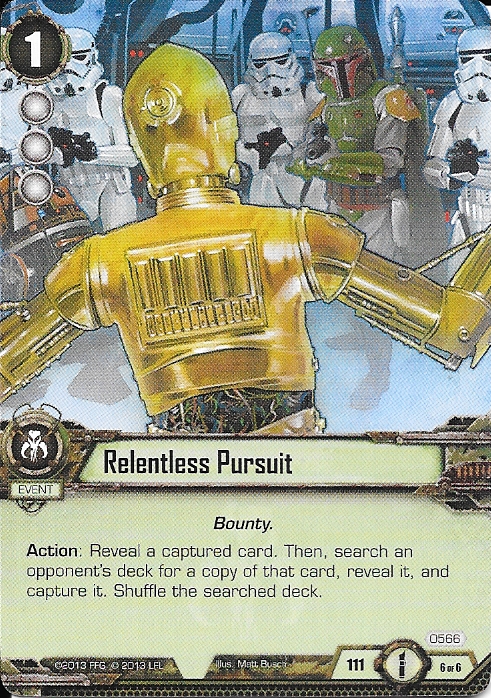 1
Relentless Pursuit
EVENT
Bounty.
Action: Reveal a captured card. Then, search an
opponent's deck for a copy of that card, reveal it, and
capture it. Shuffle the searched deck.
0566
©2013 FFG © 2013 LFL
Illus. Matt Busch
111
6 OF 6